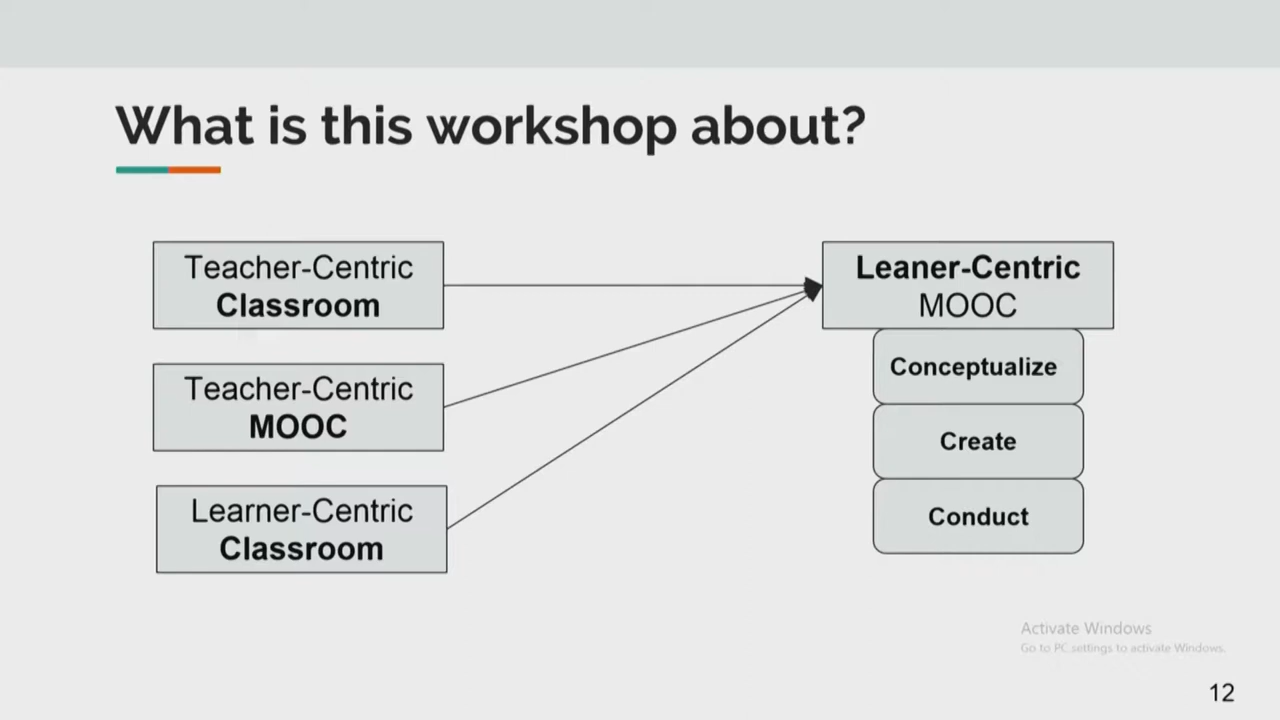 What is this workshop about?
Teacher-Centric
Classroom
Teacher-Centric
MOOC
Learner-Centric
Classroom
Leaner-Centric
MOOC
Conceptualize
Create
Conduct
Activate Windows
Go to PC settings to activate Windows.
12